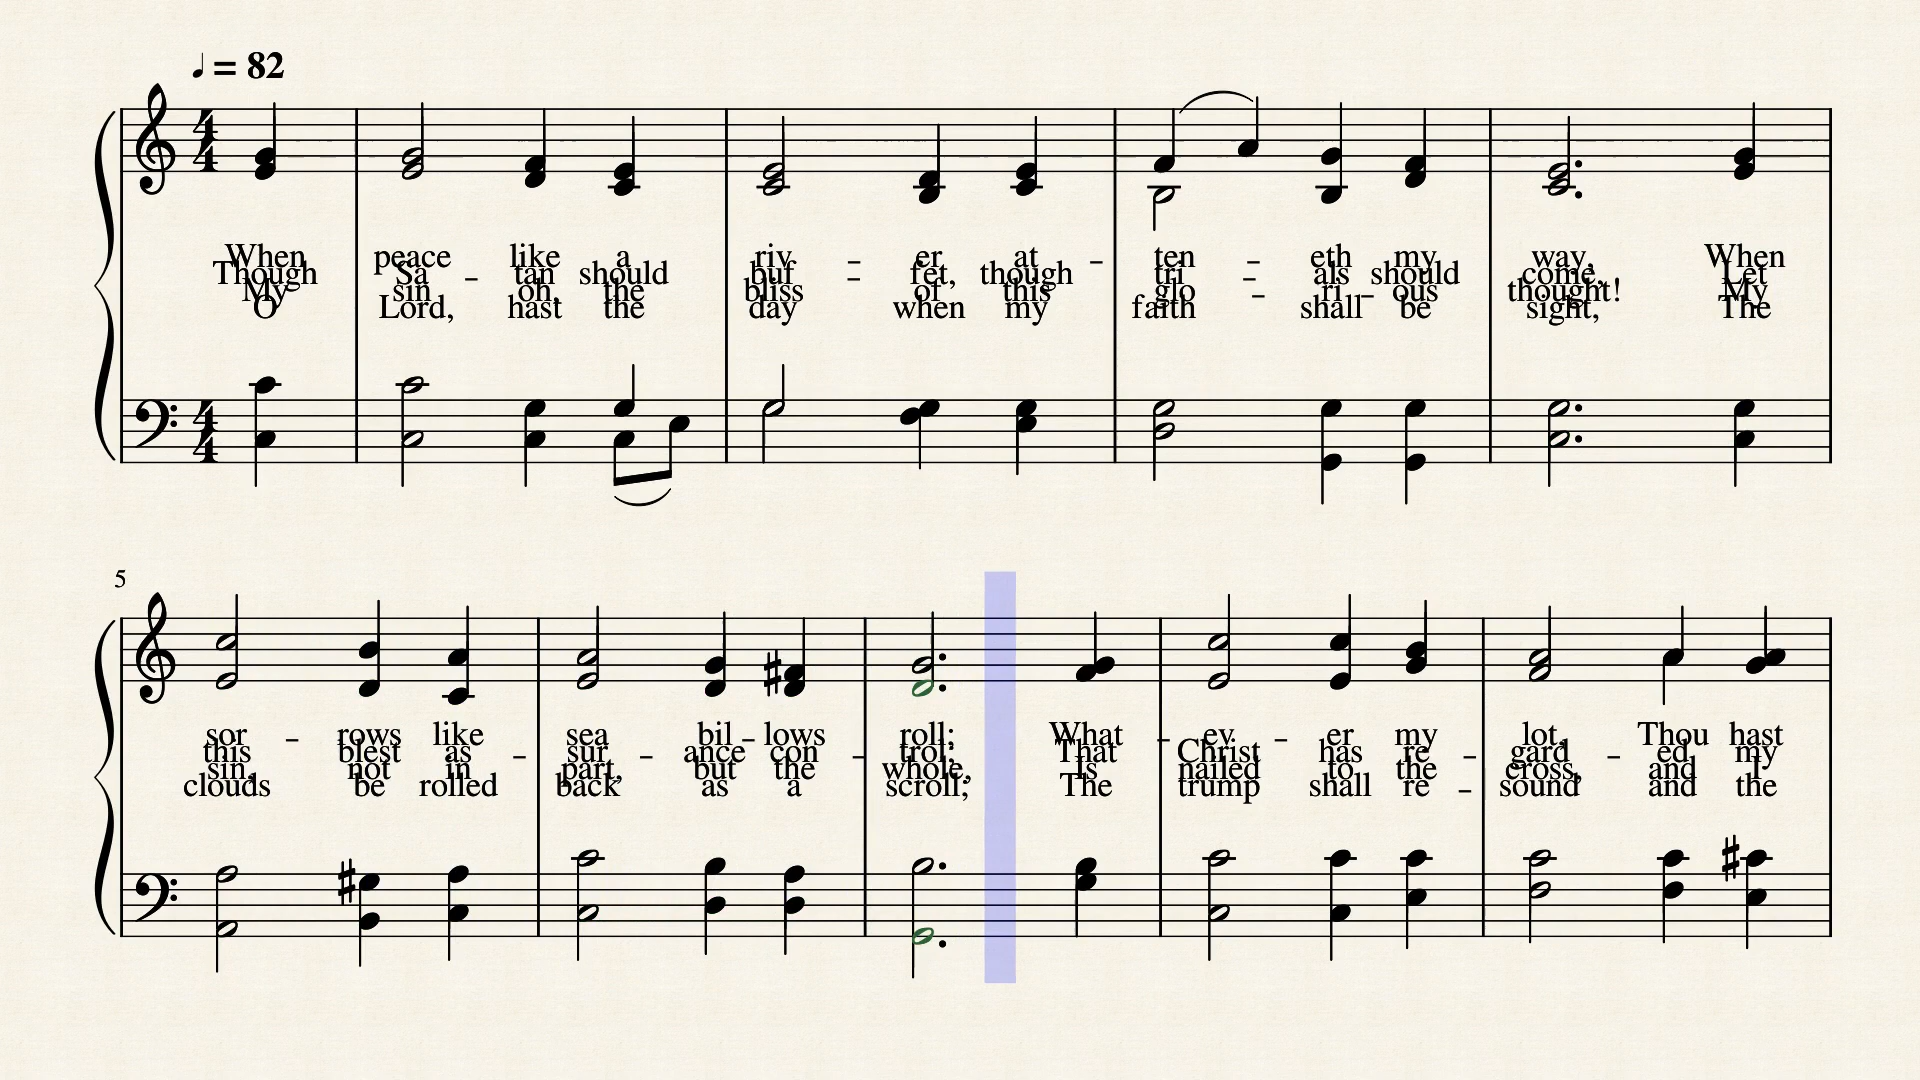 ♩ = 82
4 4
When peace like a riv - er at - ten - eth my way, When
Though Sa - tan should buf - fet, though tri - als should come, Let
My sin oh, the bliss of this glo - ri - ous thought! My
O Lord, hast the day when my faith shall be sight, The
4 4
5
sor - rows like sea bil - lows roll; What - ev - er my lot, Thou hast
this blest as - sur - ance con - trol: That Christ has re - gard - ed my
sin, not in part, but the whole, Is nailed to the cross, and I
clouds be rolled back as a scroll; The trump shall re - sound and the